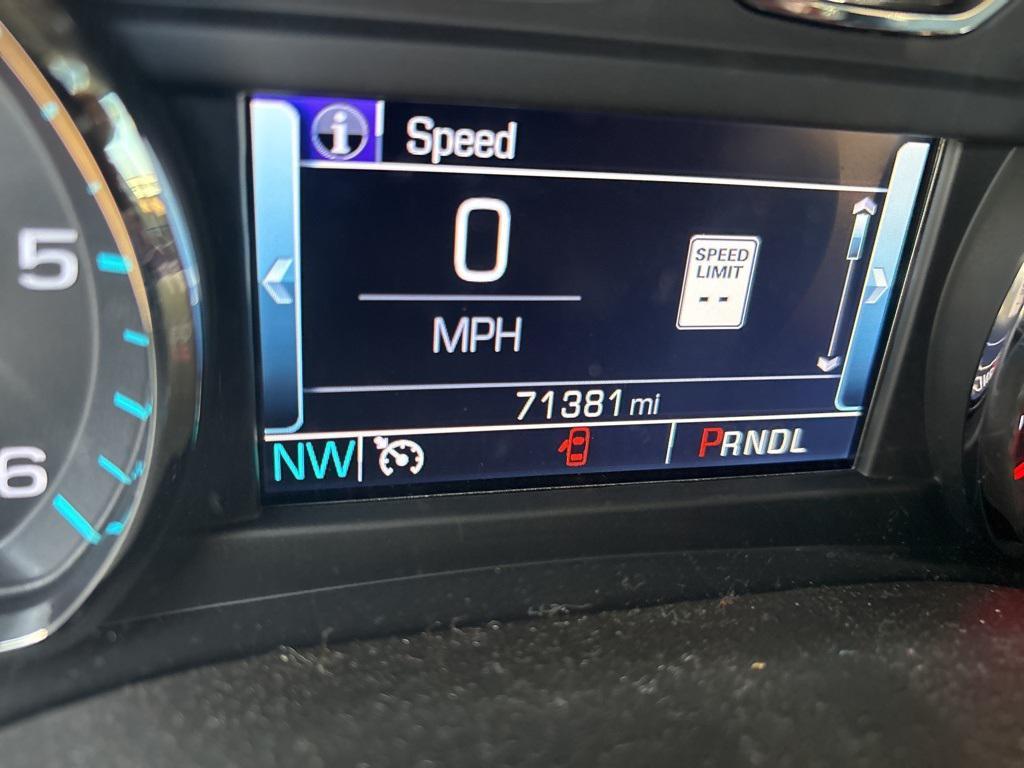 Speed
0
MPH
SPEED
LIMIT
--
71381 mi
NW
PRNDL
5
6